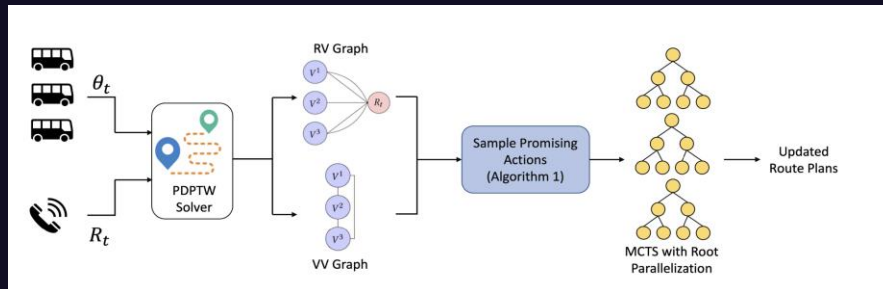 θt
Rt
PDPTW
Solver
RV Graph
V1
V2
V3
Rt
V1
V2
V3
VV Graph
Sample Promising
Actions
(Algorithm 1)
MCTS with Root
Parallelization
Updated
Route Plans